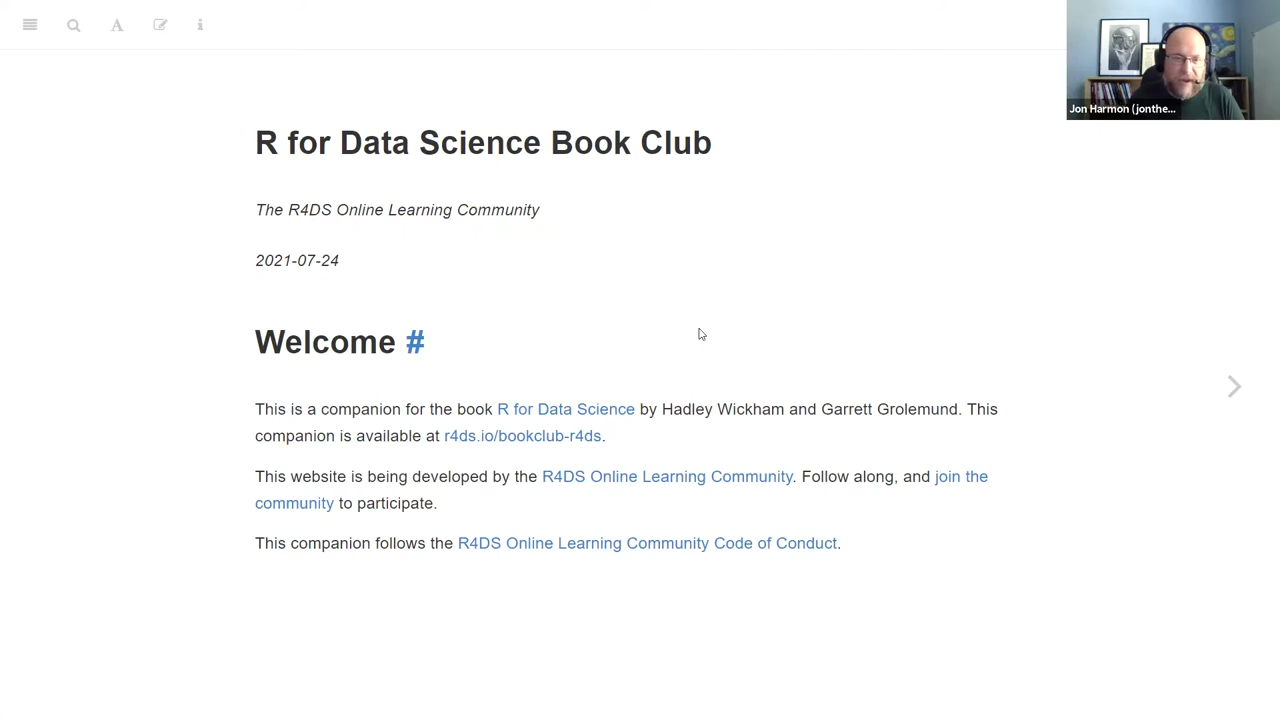 Jon Harmon (jonthe...
R for Data Science Book Club
The R4DS Online Learning Community
2021-07-24
Welcome #
This is a companion for the book R for Data Science by Hadley Wickham and Garrett Grolemund. This
companion is available at r4ds.io/bookclub-r4ds.
This website is being developed by the R4DS Online Learning Community. Follow along, and join the
community to participate.
This companion follows the R4DS Online Learning Community Code of Conduct.